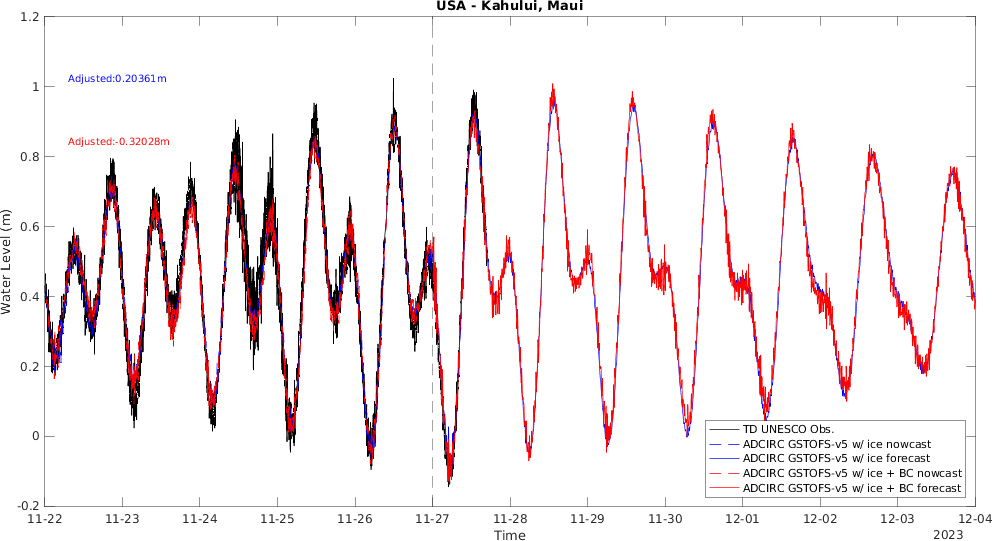 USA - Kahului, Maui
1.2
1
0.8
0.6
0.4
0.2
0
-0.2
Water Level (m)
Adjusted:0.20361m
Adjusted:-0.32028m
TD UNESCO Obs.
ADCIRC GSTOFS-v5 w/ ice nowcast
ADCIRC GSTOFS-v5 w/ ice forecast
ADCIRC GSTOFS-v5 w/ ice + BC nowcast
ADCIRC GSTOFS-v5 w/ ice + BC forecast
11-22 11-23 11-24 11-25 11-26 11-27 11-28 11-29 11-30 12-01 12-02 12-03 12-04
Time
2023